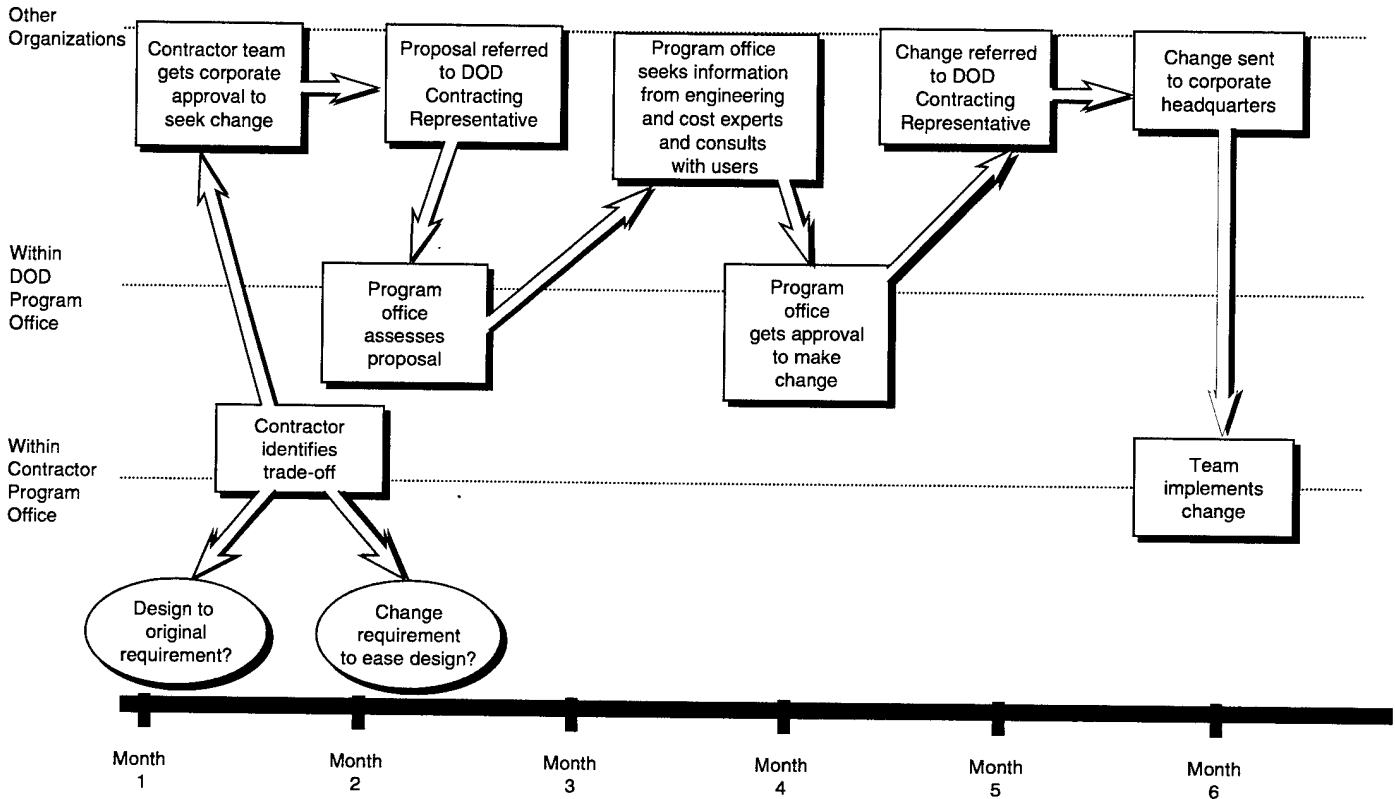 Other
Organizations
Contractor team
gets corporate
approval to
seek change
Proposal referred
to DOD
Contracting
Representative
Program office
seeks information
from engineering
and cost experts
and consults
with users
Change referred
to DOD
Contracting
Representative
Change sent
to corporate
headquarters
Within
DOD
Program
Office
Program
office
assesses
proposal
Program
office
gets approval
to make
change
Within
Contractor
Program
Office
Contractor
identifies
trade-off
Team
implements
change
Design to
original
requirement?
Change
requirement
to ease design?
Month
1
Month
2
Month
3
Month
4
Month
5
Month
6